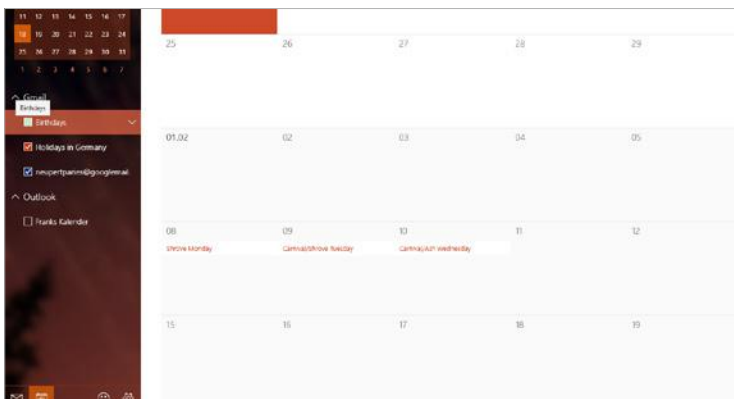 11 12 13 14 15 16 17
18 19 20 21 22 23 24
25 26 27 28 29 30 31
1 2 3 4 5 6 7
Gmail
Birthdays
Birthdays
Holidays in Germany
Outlook
Franks Kalender
25 26 27 28 29
01.02 02 03 04 05
08 09 10 11 12
Shrove Monday
Carnival/Shrove Tuesday
Carnival/Ash Wednesday
15 16 17 18 19